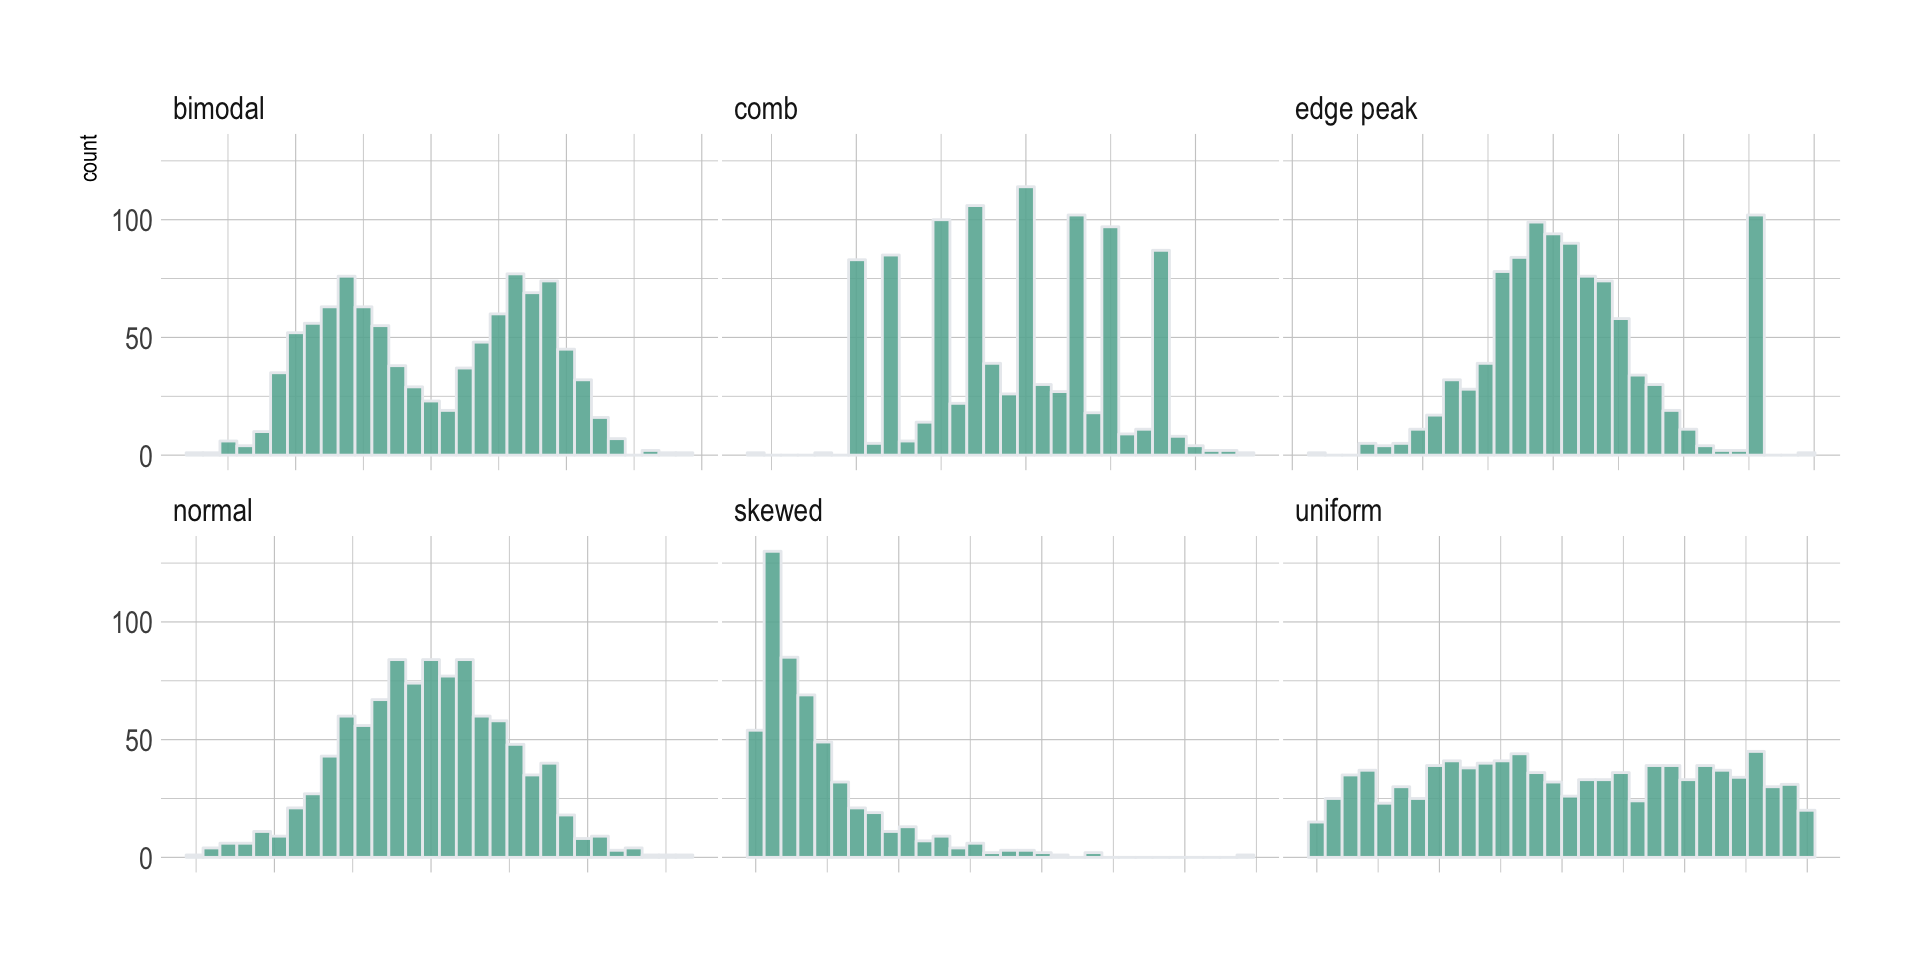 bimodal
comb
edge peak
count
100
50
0
normal
skewed
uniform
100
50
0